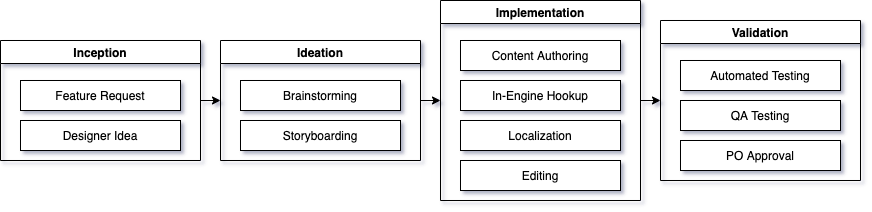 Inception
Feature Request
Designer Idea
Ideation
Brainstorming
Storyboarding
Implementation
Content Authoring
In-Engine Hookup
Localization
Editing
Validation
Automated Testing
QA Testing
PO Approval